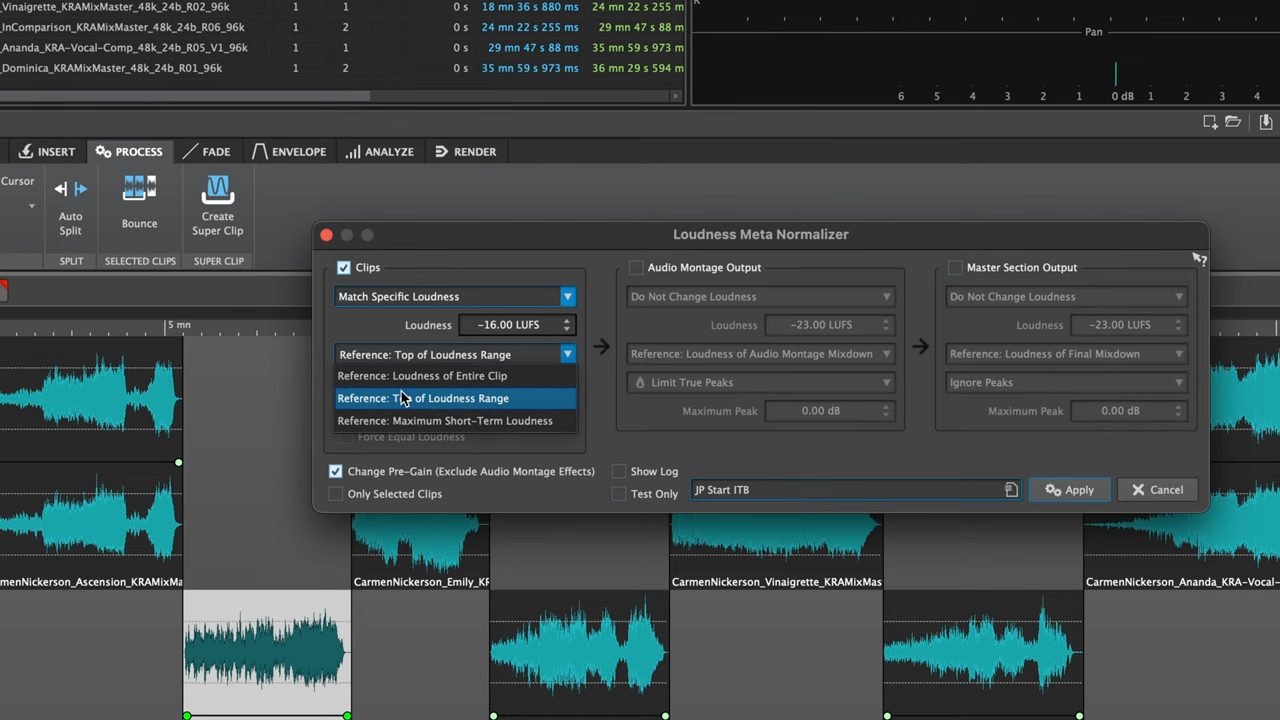 _Vinaigrette_KRAMixMaster_48k_24b_R02_96k 1 1 0 s 18 mn 36 s 880 ms 24 mn 22 s 255 m
_InComparison_KRAMixMaster_48k_24b_R06_96k 1 2 0 s 24 mn 22 s 255 ms 29 mn 47 s 88 m
_Ananda_KRA-Vocal-Comp_48k_24b_R05_V1_96k 1 1 0 s 29 mn 47 s 88 ms 35 mn 59 s 973 m
_Dominica_KRAMixMaster_48k_24b_R01_96k 1 2 0 s 35 mn 59 s 973 ms 36 mn 29 s 594 m
Pan
6 5 4 3 2 1 0 dB 1 2 3 4
INSERT PROCESS FADE ENVELOPE ANALYZE RENDER
Cursor
Auto Split
Bounce
Create Super Clip
SPLIT SELECTED CLIPS SUPER CLIP
Loudness Meta Normalizer
Clips Audio Montage Output Master Section Output
Match Specific Loudness Do Not Change Loudness Do Not Change Loudness
Loudness -16.00 LUFS Loudness -23.00 LUFS Loudness -23.00 LUFS
Reference: Top of Loudness Range Reference: Loudness of Audio Montage Mixdown Reference: Loudness of Final Mixdown
Reference: Loudness of Entire Clip
Reference: Top of Loudness Range
Reference: Maximum Short-Term Loudness
Limit True Peaks Ignore Peaks
Maximum Peak 0.00 dB Maximum Peak 0.00 dB
Force Equal Loudness
Change Pre-Gain (Exclude Audio Montage Effects) Show Log
Only Selected Clips Test Only JP Start ITB Apply Cancel
5 mn
armenNickerson_Ascension_KRAMixMa CarmenNickerson_Emily_KF CarmenNickerson_Vinaigrette_KRAMixMas CarmenNickerson_Ananda_KRA-Vocal-